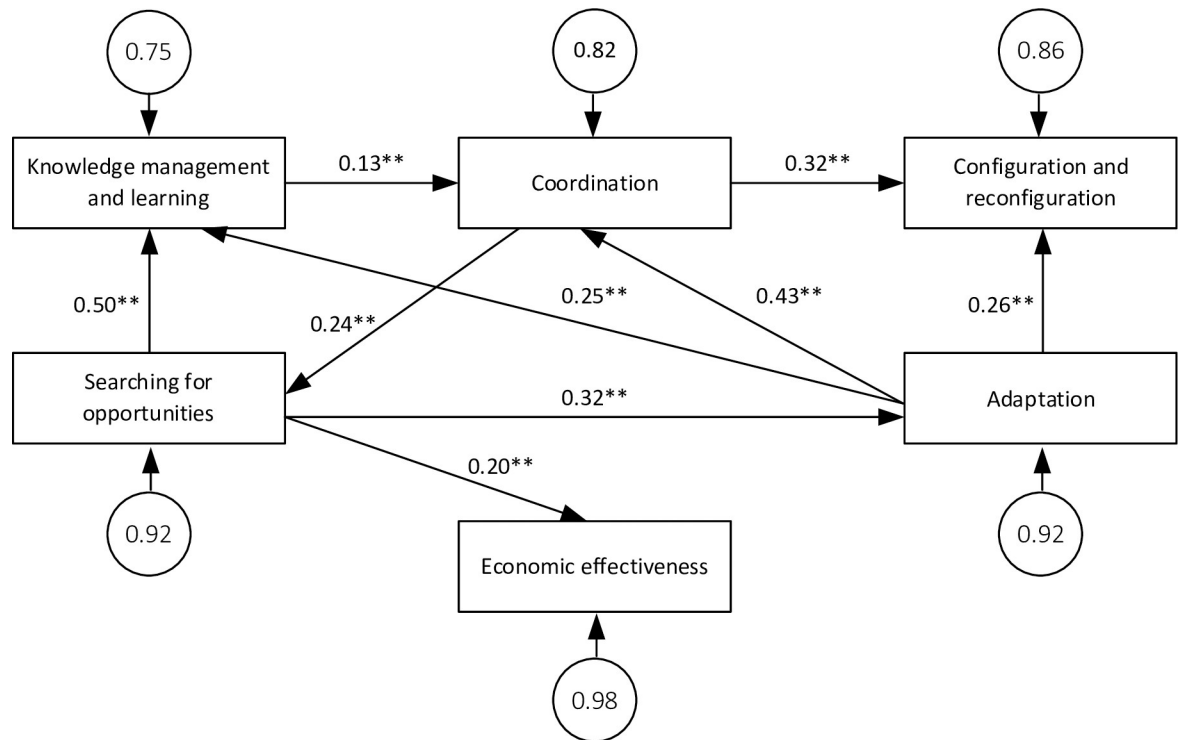 0.75
0.82
0.86
Knowledge management
and learning
0.13**
Coordination
0.32**
Configuration and
reconfiguration
0.50**
0.24**
0.25**
0.43**
0.26**
Searching for
opportunities
0.32**
Adaptation
0.20**
0.92
Economic effectiveness
0.92
0.98